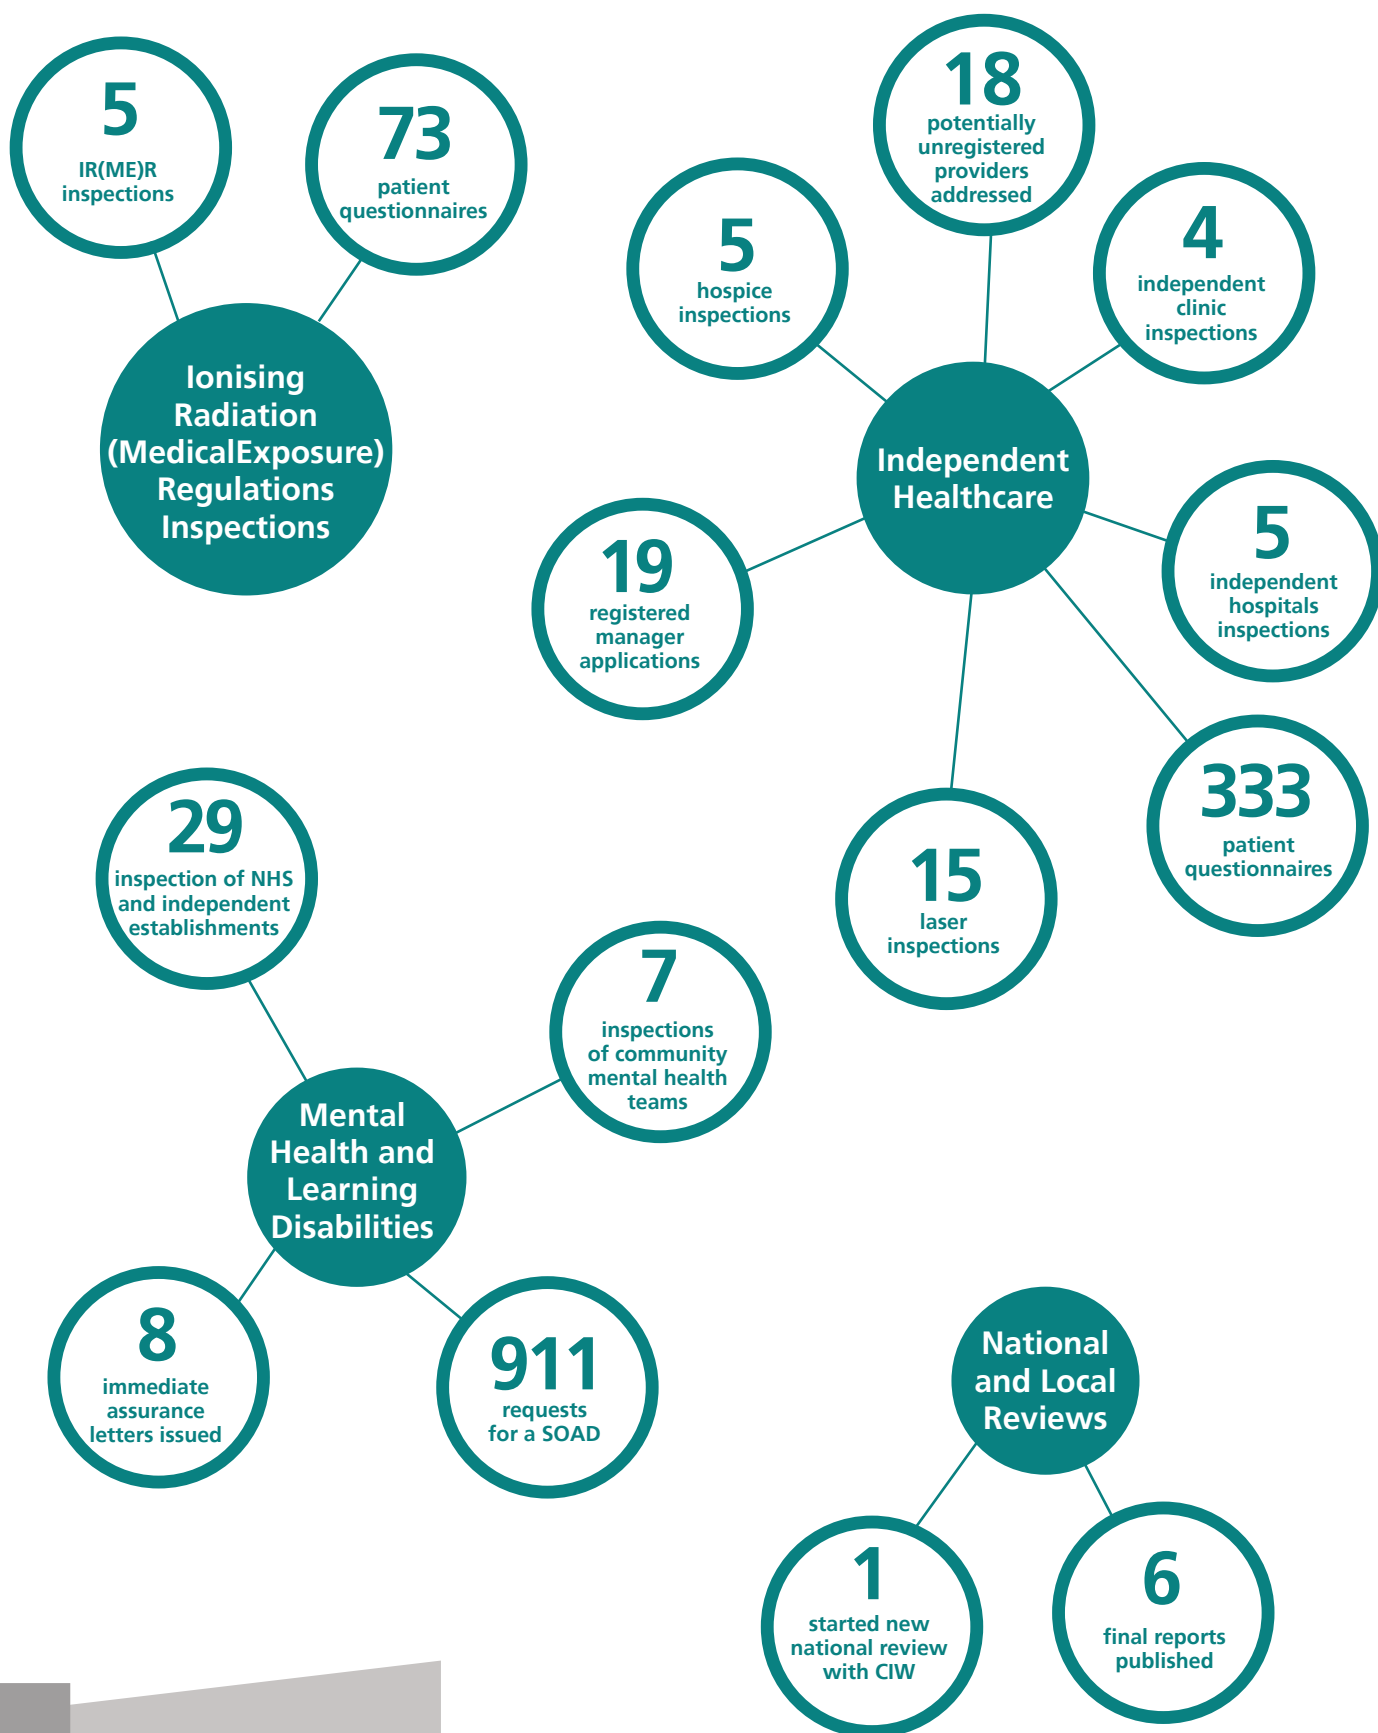 5
IR(ME)R
inspections
73
patient
questionnaires
Ionising
Radiation
(MedicalExposure)
Regulations
Inspections
18
potentially
unregistered
providers
addressed
5
hospice
inspections
4
independent
clinic
inspections
Independent
Healthcare
19
registered
manager
applications
5
independent
hospitals
inspections
333
patient
questionnaires
15
laser
inspections
29
inspection of NHS
and independent
establishments
7
inspections
of community
mental health
teams
Mental
Health and
Learning
Disabilities
8
immediate
assurance
letters issued
911
requests
for a SOAD
National
and Local
Reviews
1
started new
national review
with CIW
6
final reports
published